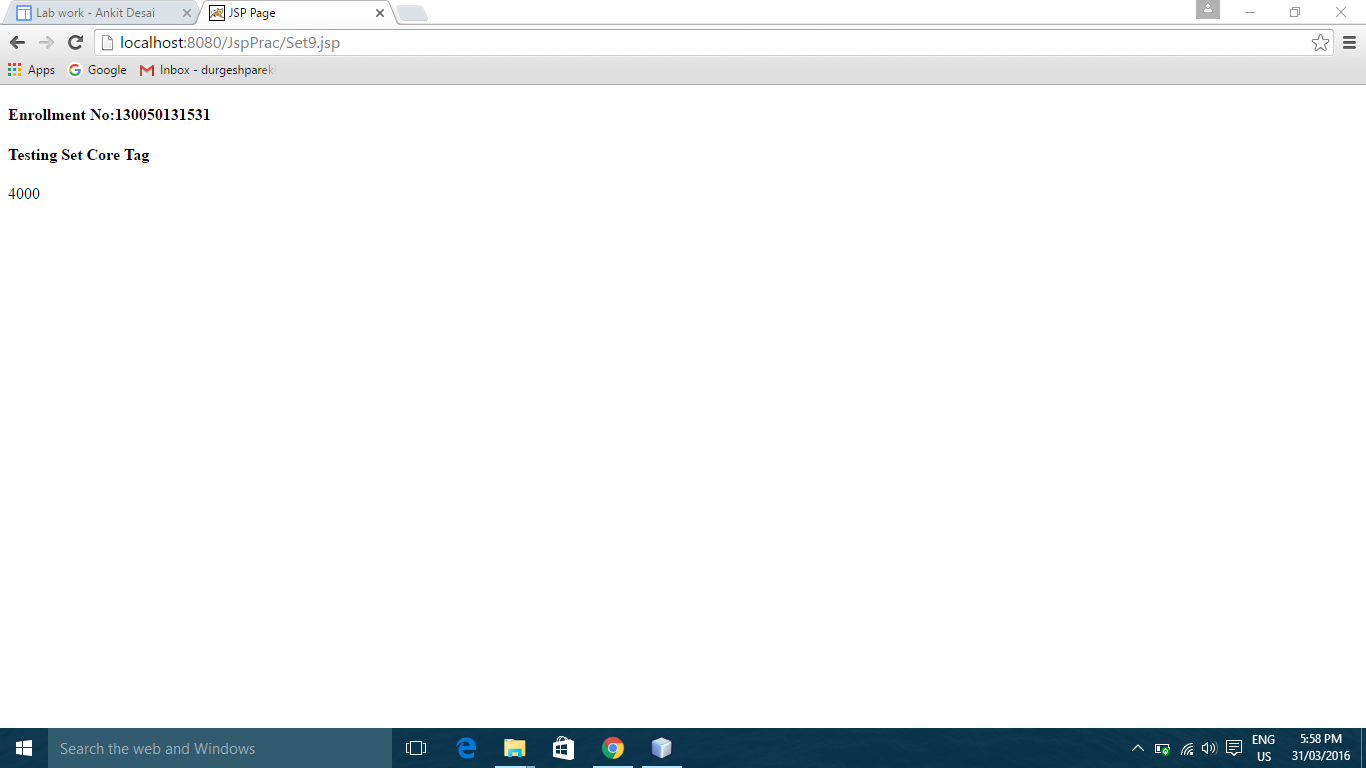 Lab work - Ankit Desai
JSP Page
localhost:8080/JspPrac/Set9.jsp
Apps
Google
Inbox - durgeshparek
Enrollment No:130050131531
Testing Set Core Tag
4000
Search the web and Windows
ENG
US
5:58 PM
31/03/2016